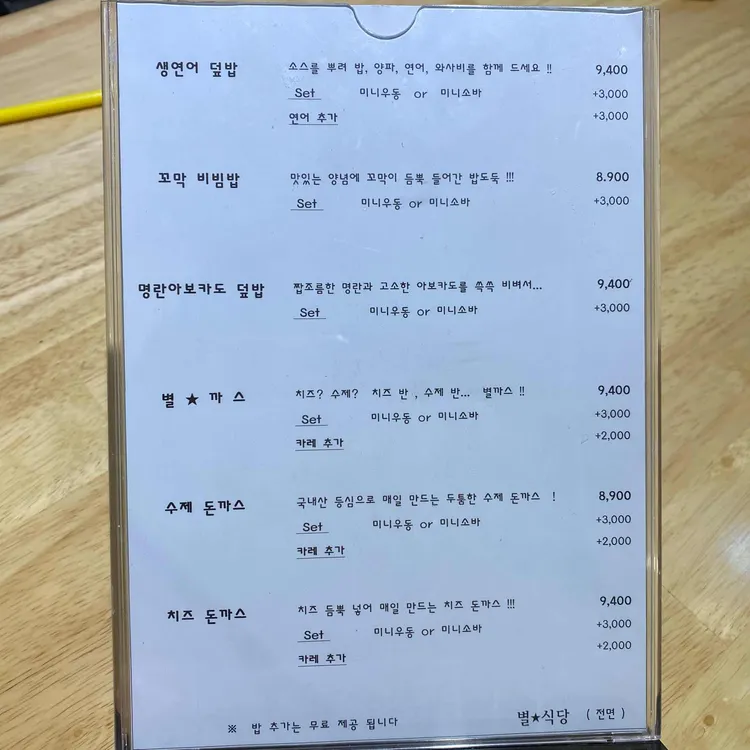 생연어 덮밥 소스를 뿌려 밥, 양파, 연어, 와사비를 함께 드세요 !! 9,400
Set 미니우동 or 미니소바 +3,000
연어 추가 +3,000
꼬막 비빔밥 맛있는 양념에 꼬막이 듬뿍 들어간 밥도둑 !!! 8.900
Set 미니우동 or 미니소바 +3,000
명란아보카도 덮밥 짭조름한 명란과 고소한 아보카도를 쓱쓱 비벼서... 9,400
Set 미니우동 or 미니소바 +3,000
별 ★ 까 스 치즈? 수제? 치즈 반 , 수제 반... 별까스 !! 9,400
Set 미니우동 or 미니소바 +3,000
카레 추가 +2,000
수제 돈까스 국내산 등심으로 매일 만드는 두툼한 수제 돈까스 ! 8,900
Set 미니우동 or 미니소바 +3,000
카레 추가 +2,000
치즈 돈까스 치즈 듬뿍 넣어 매일 만드는 치즈 돈까스 !!! 9,400
Set 미니우동 or 미니소바 +3,000
카레 추가 +2,000
※ 밥 추가는 무료 제공 됩니다 별★식당 ( 전면 )